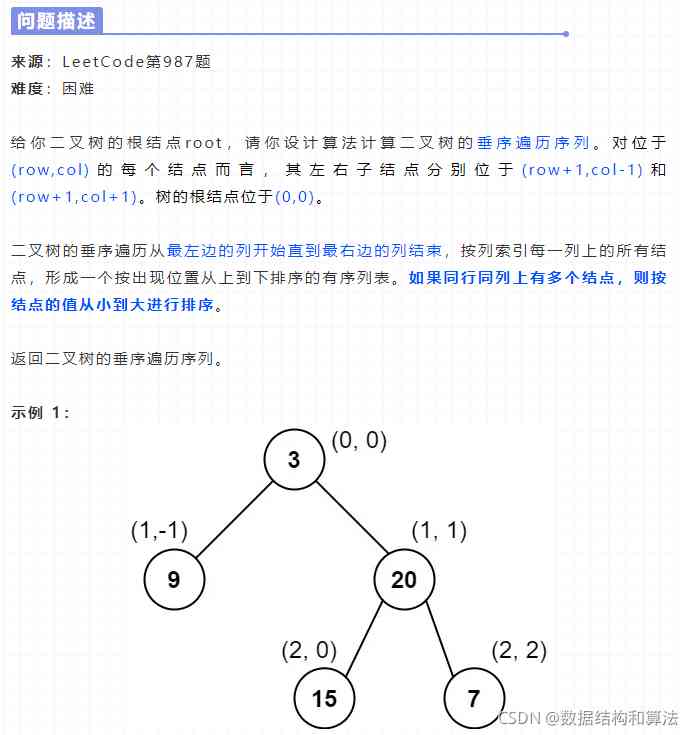 问题描述
来源：LeetCode第987题
难度：困难
给你二叉树的根结点root，请你设计算法计算二叉树的垂序遍历序列。对位于
(row,col)的每个结点而言，其左右子结点分别位于(row+1,col-1)和
(row+1,col+1)。树的根结点位于(0,0)。
二叉树的垂序遍历从最左边的列开始直到最右边的列结束，按列索引每一列上的所有结
点，形成一个按出现位置从上到下排序的有序列表。如果同行同列上有多个结点，则按
结点的值从小到大进行排序。
返回二叉树的垂序遍历序列。
示例 1：
3 (0, 0)
(1,-1) (1, 1)
9 20
(2, 0) (2, 2)
15 7
CSDN @数据结构和算法